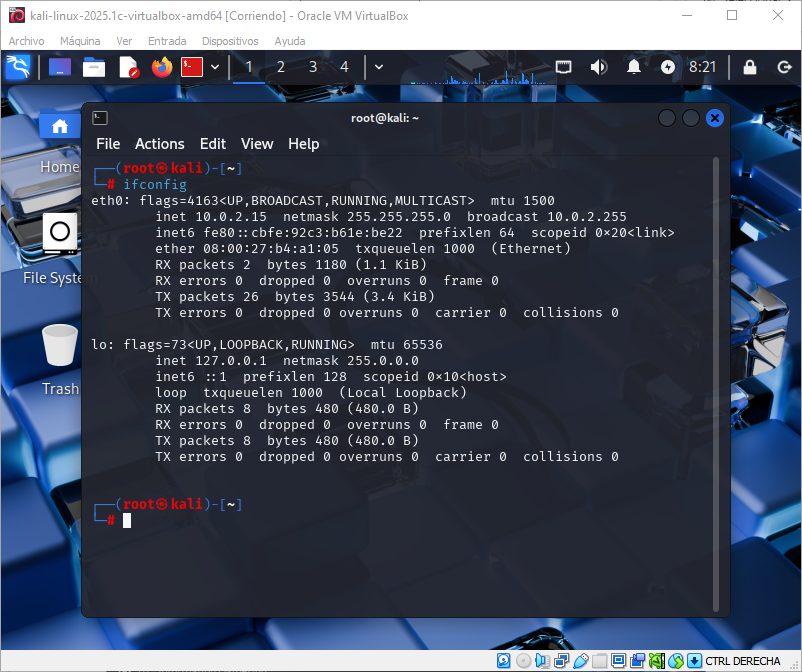 kali-linux-2025.1c-virtualbox-amd64 [Corriendo] - Oracle VM VirtualBox
Archivo Máquina Ver Entrada Dispositivos Ayuda
1 2 3 4 8:21
root@kali: ~
File Actions Edit View Help
Home
File Syste
Trash
┌──(root㉿kali)-[~]
└─# ifconfig
eth0: flags=4163<UP,BROADCAST,RUNNING,MULTICAST>  mtu 1500
        inet 10.0.2.15  netmask 255.255.255.0  broadcast 10.0.2.255
        inet6 fe80::cbfe:92c3:b61e:be22  prefixlen 64  scopeid 0×20<link>
        ether 08:00:27:b4:a1:05  txqueuelen 1000  (Ethernet)
        RX packets 2  bytes 1180 (1.1 KiB)
        RX errors 0  dropped 0  overruns 0  frame 0
        TX packets 26  bytes 3544 (3.4 KiB)
        TX errors 0  dropped 0 overruns 0  carrier 0  collisions 0
lo: flags=73<UP,LOOPBACK,RUNNING>  mtu 65536
        inet 127.0.0.1  netmask 255.0.0.0
        inet6 ::1  prefixlen 128  scopeid 0×10<host>
        loop  txqueuelen 1000  (Local Loopback)
        RX packets 8  bytes 480 (480.0 B)
        RX errors 0  dropped 0  overruns 0  frame 0
        TX packets 8  bytes 480 (480.0 B)
        TX errors 0  dropped 0 overruns 0  carrier 0  collisions 0
┌──(root㉿kali)-[~]
└─#
CTRL DERECHA